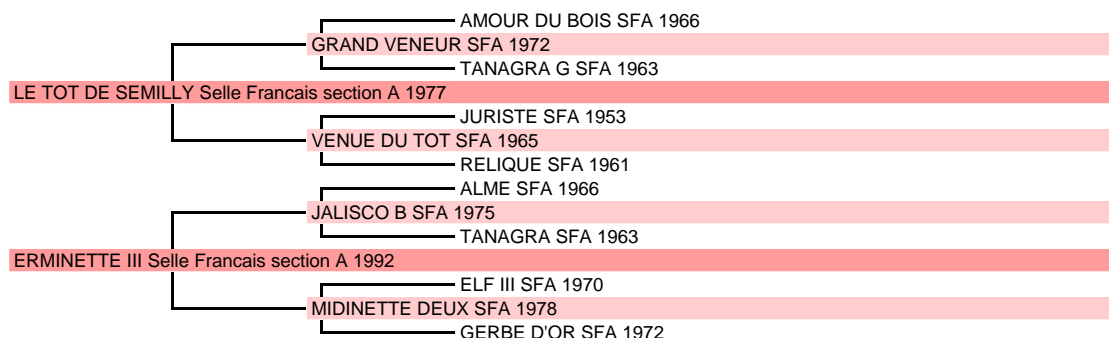 AMOUR DU BOIS SFA 1966
GRAND VENEUR SFA 1972
TANAGRA G SFA 1963
LE TOT DE SEMILLY Selle Francais section A 1977
JURISTE SFA 1953
VENUE DU TOT SFA 1965
RELIQUE SFA 1961
ALME SFA 1966
JALISCO B SFA 1975
TANAGRA SFA 1963
ERMINETTE III Selle Francais section A 1992
ELF III SFA 1970
MIDINETTE DEUX SFA 1978
GERBE D'OR SFA 1972